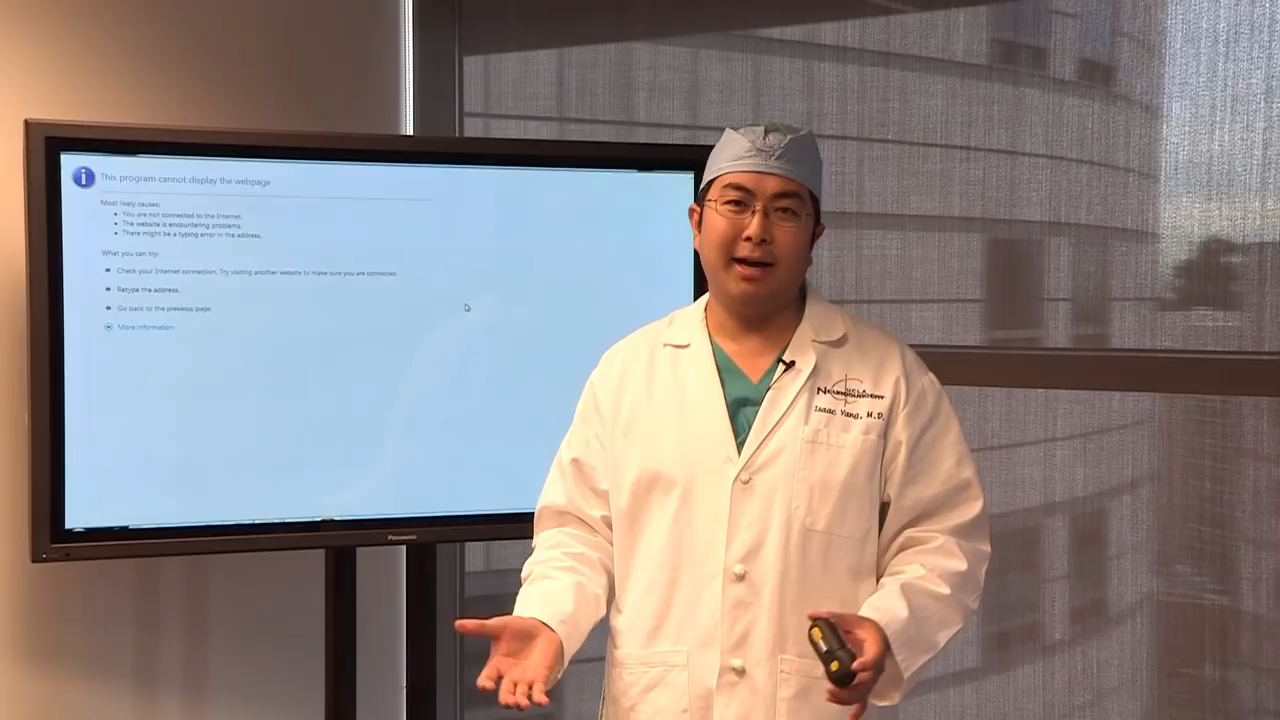 This program cannot display the webpage
Most likely causes:
You are not connected to the Internet.
The website is encountering problems.
There might be a typing error in the address.
What you can try:
Check your Internet connection. Try visiting another website to make sure you are connected.
Retype the address.
Go back to the previous page.
More information
Panasonic
UCLA
NEUROSURGERY
Isaac Yang, M.D.